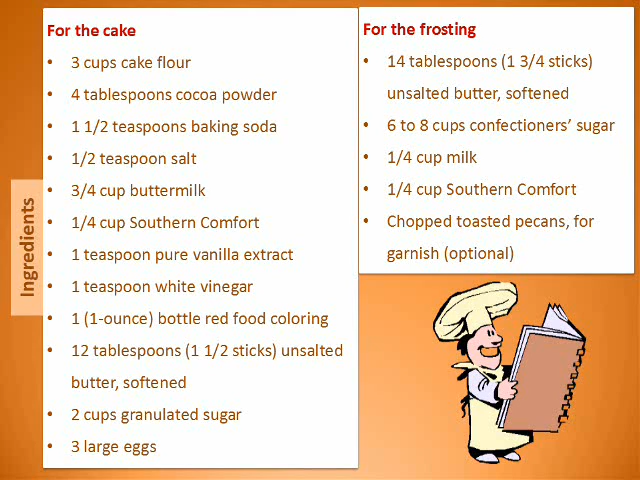 Ingredients
For the cake
• 3 cups cake flour
• 4 tablespoons cocoa powder
• 1 1/2 teaspoons baking soda
• 1/2 teaspoon salt
• 3/4 cup buttermilk
• 1/4 cup Southern Comfort
• 1 teaspoon pure vanilla extract
• 1 teaspoon white vinegar
• 1 (1-ounce) bottle red food coloring
• 12 tablespoons (1 1/2 sticks) unsalted
butter, softened
• 2 cups granulated sugar
• 3 large eggs
For the frosting
• 14 tablespoons (1 3/4 sticks)
unsalted butter, softened
• 6 to 8 cups confectioners’ sugar
• 1/4 cup milk
• 1/4 cup Southern Comfort
• Chopped toasted pecans, for
garnish (optional)